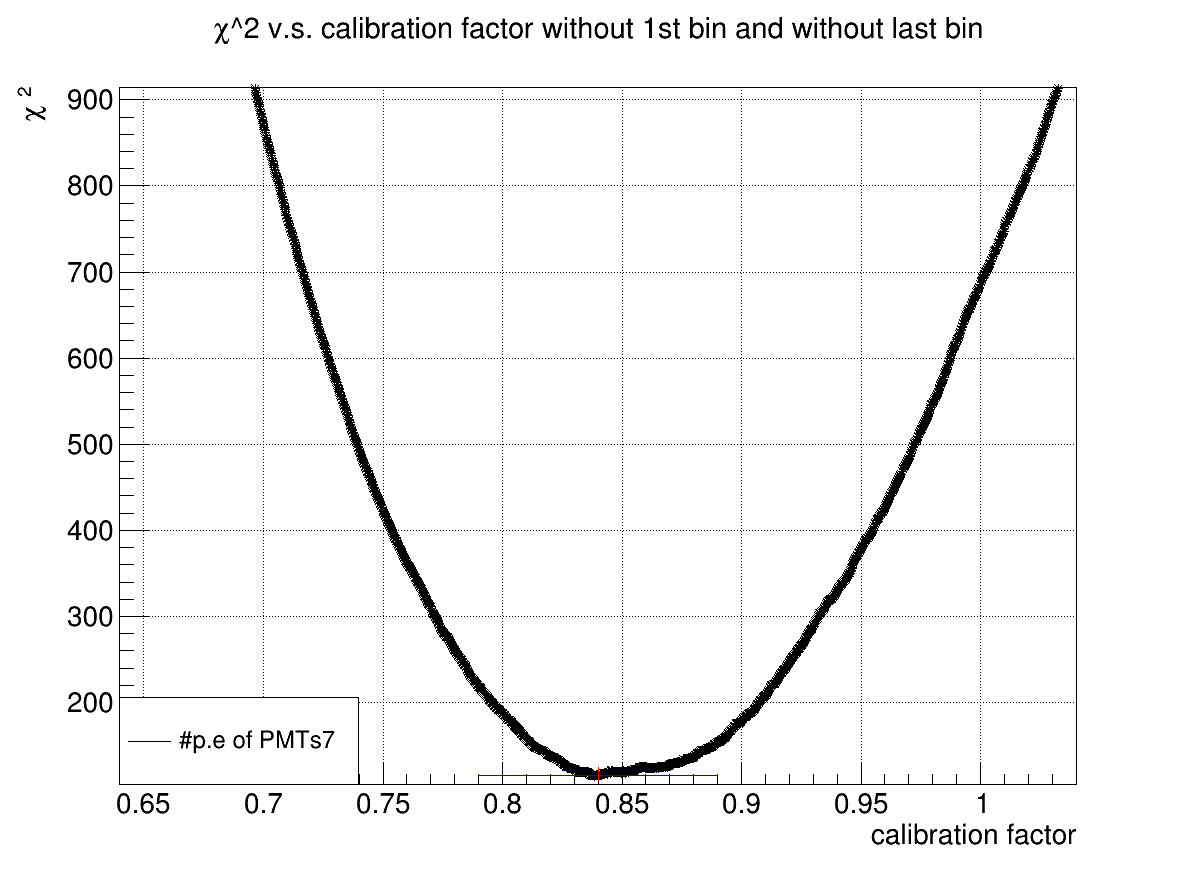 χ^2 v.s. calibration factor without 1st bin and without last bin
χ 2
900
800
700
600
500
400
300
200
#p.e of PMTs7
0.65 0.7 0.75 0.8 0.85 0.9 0.95 1
calibration factor